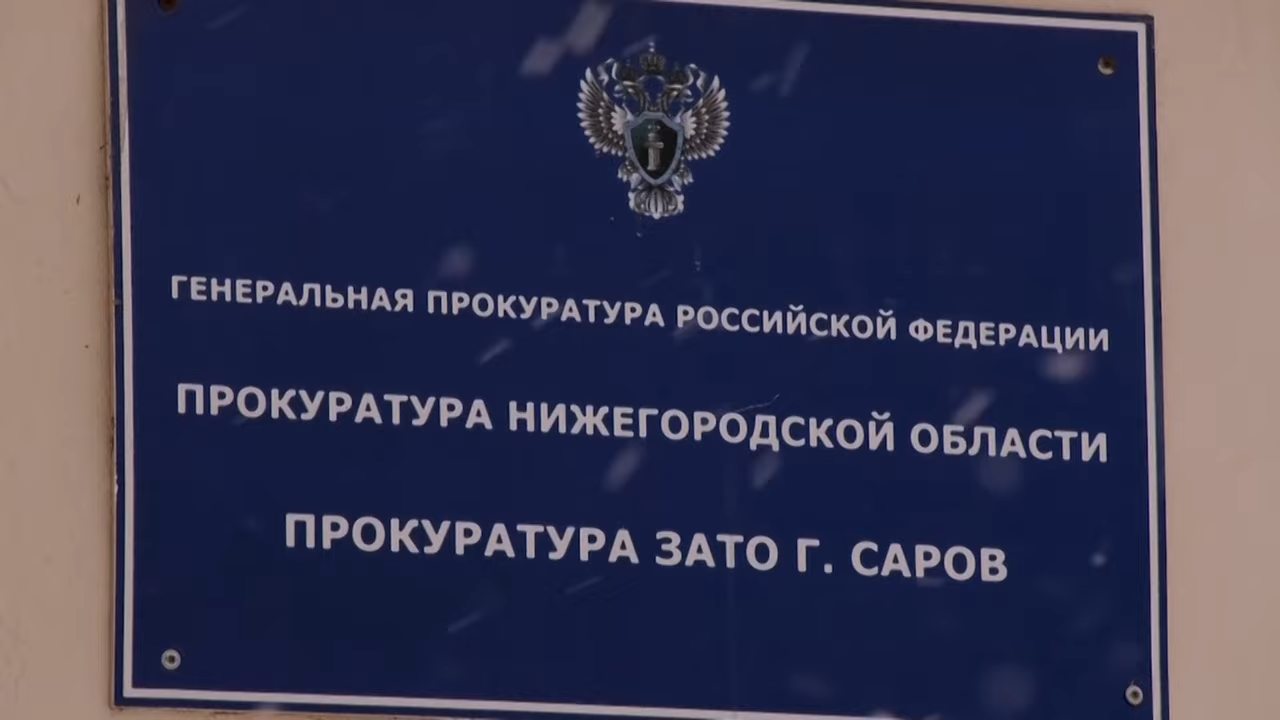 ГЕНЕРАЛЬНАЯ ПРОКУРАТУРА РОССИЙСКОЙ ФЕДЕРАЦИИ
ПРОКУРАТУРА НИЖЕГОРОДСКОЙ ОБЛАСТИ
ПРОКУРАТУРА ЗАТО Г. САРОВ